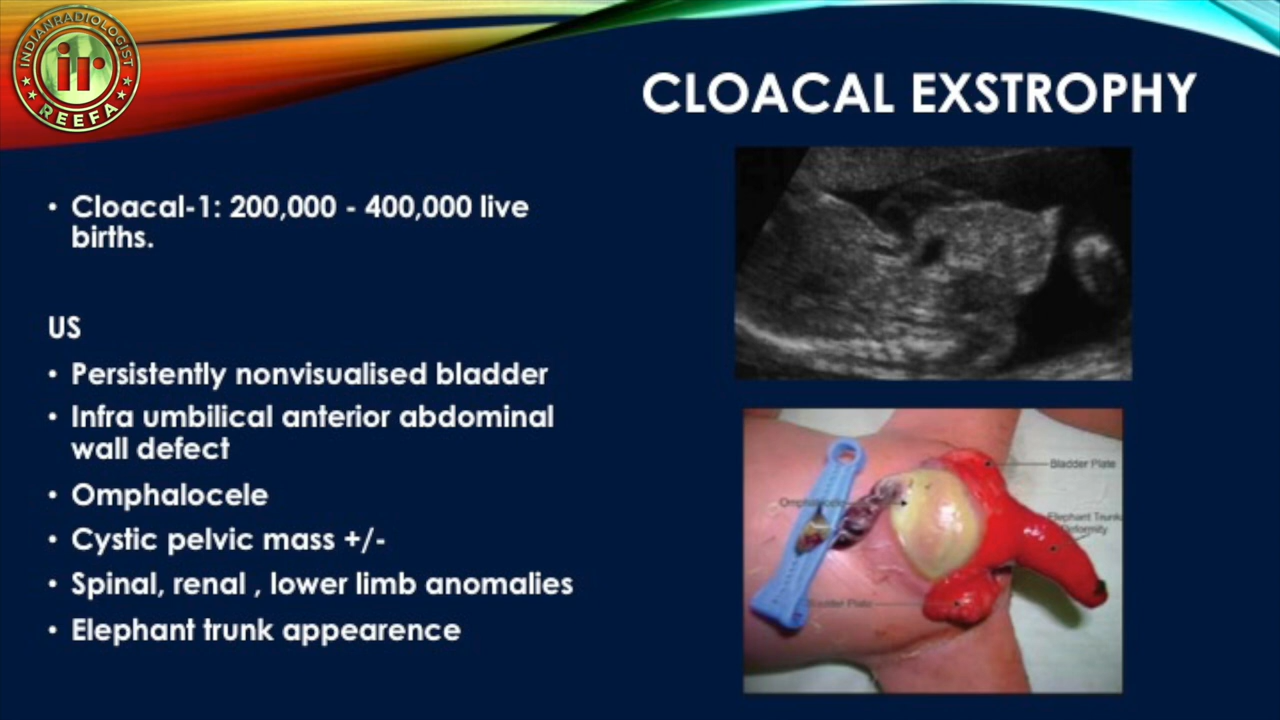 INDIANRADIOLOGIST
ir
REEFA
CLOACAL EXSTROPHY
• Cloacal-1: 200,000 - 400,000 live
births.
US
• Persistently nonvisualised bladder
• Infra umbilical anterior abdominal
wall defect
• Omphalocele
• Cystic pelvic mass +/-
• Spinal, renal , lower limb anomalies
• Elephant trunk appearence
Bladder Plate
Elephant Trunk
Bladder Plate